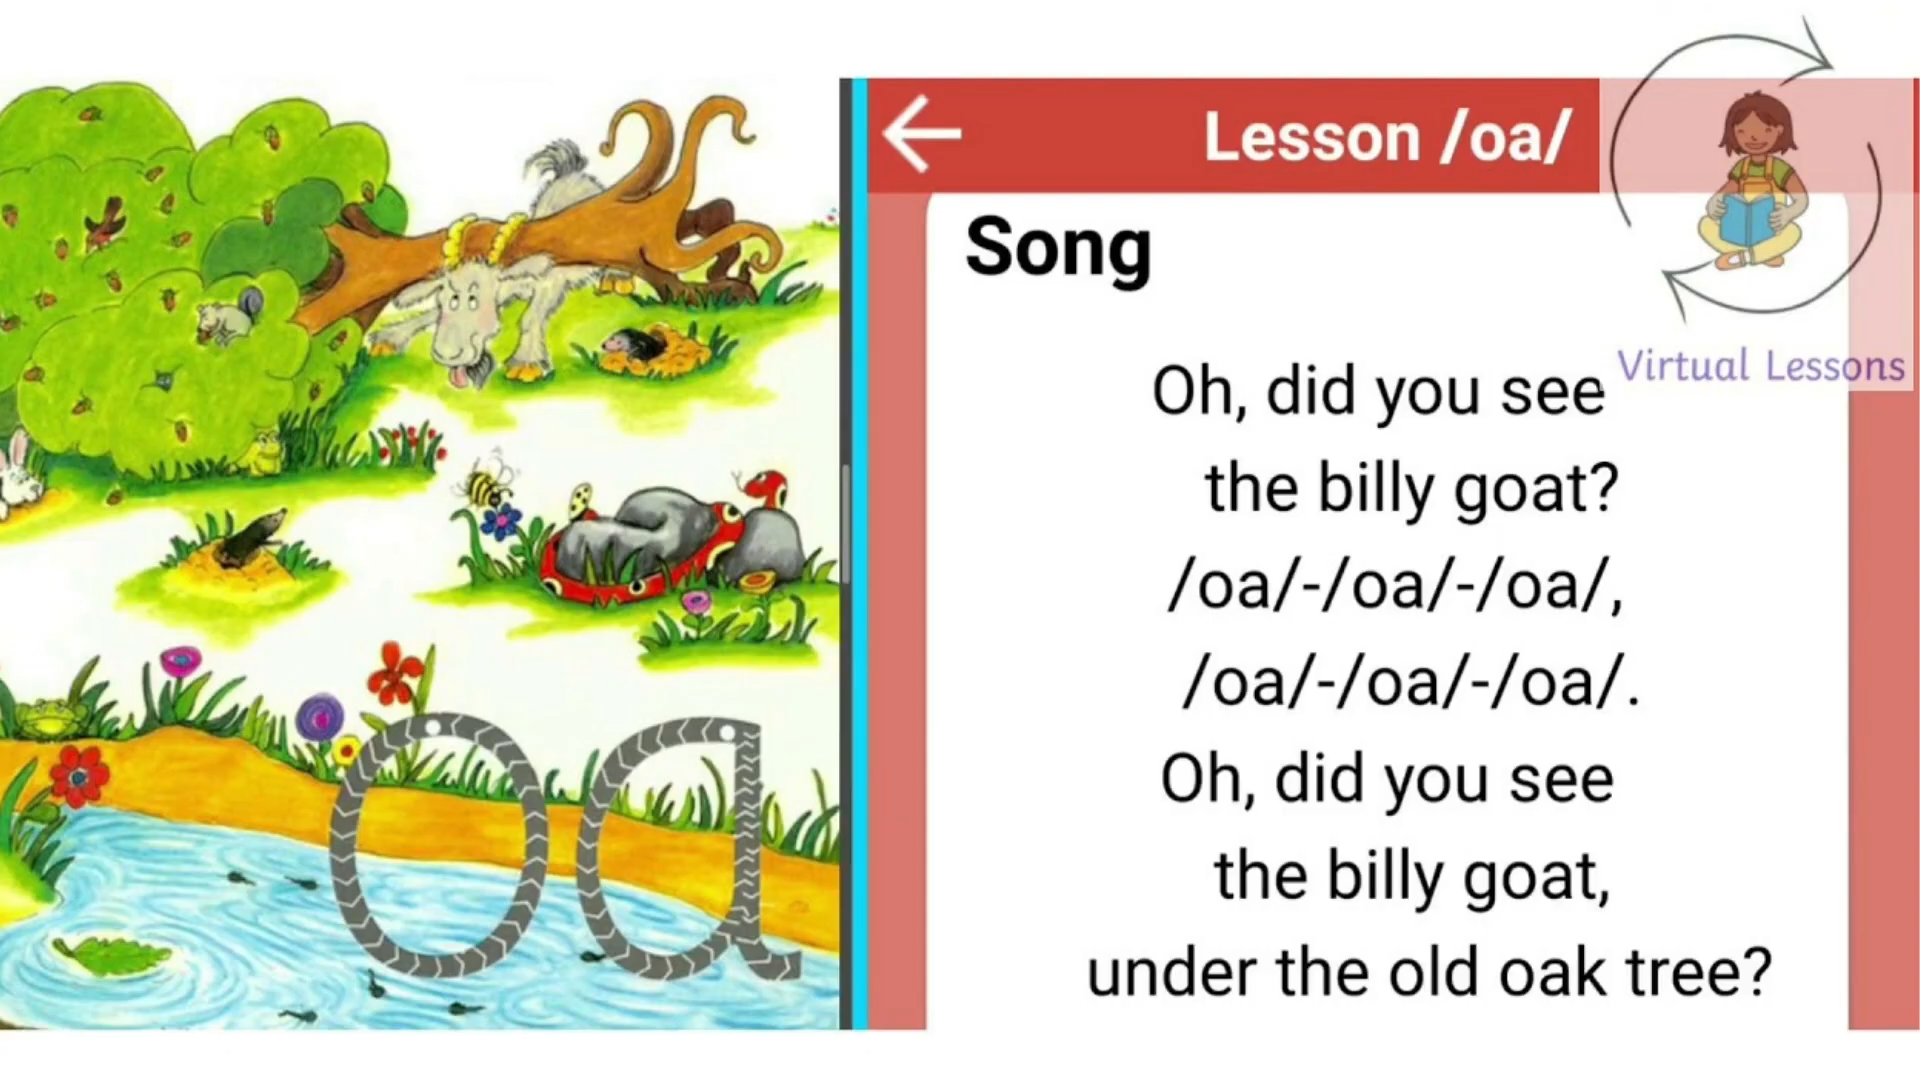 Lesson /oa/
Song
Oh, did you see
the billy goat?
/oa/-/oa/-/oa/,
/oa/-/oa/-/oa/.
Oh, did you see
the billy goat,
under the old oak tree?
Virtual Lessons
oa